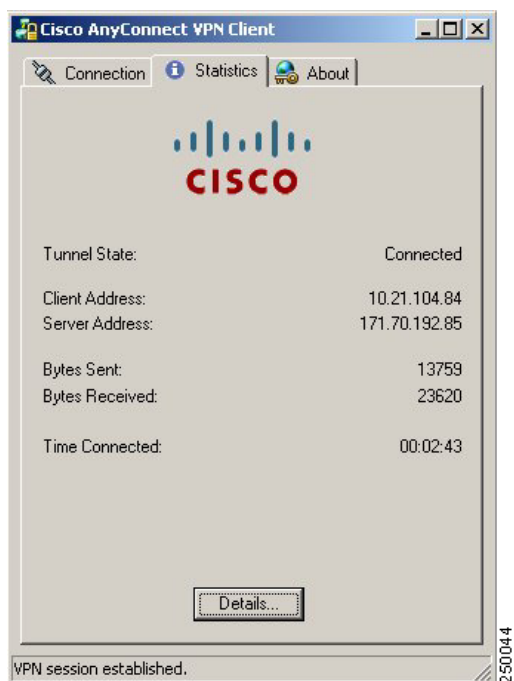 Cisco AnyConnect VPN Client
Connection Statistics About
CISCO
Tunnel State: Connected
Client Address: 10.21.104.84
Server Address: 171.70.192.85
Bytes Sent: 13759
Bytes Received: 23620
Time Connected: 00:02:43
Details...
VPN session established.
250044